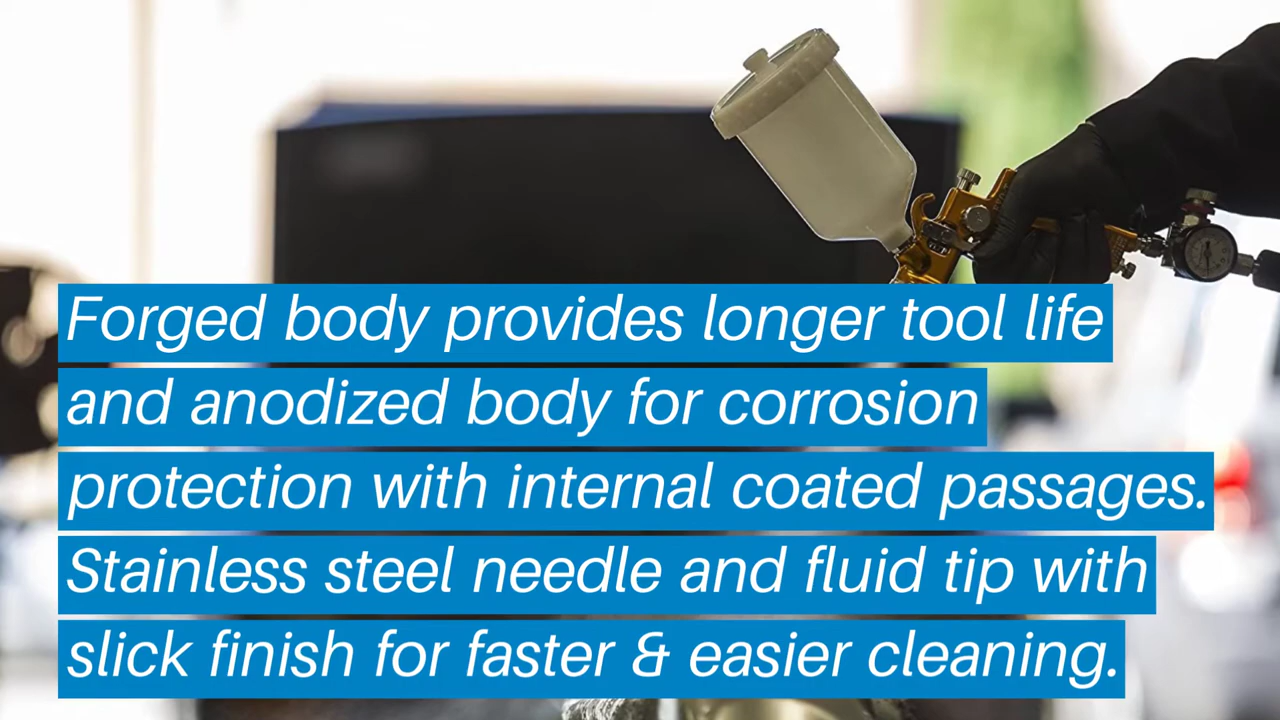 Forged body provides longer tool life
and anodized body for corrosion
protection with internal coated passages.
Stainless steel needle and fluid tip with
slick finish for faster & easier cleaning.